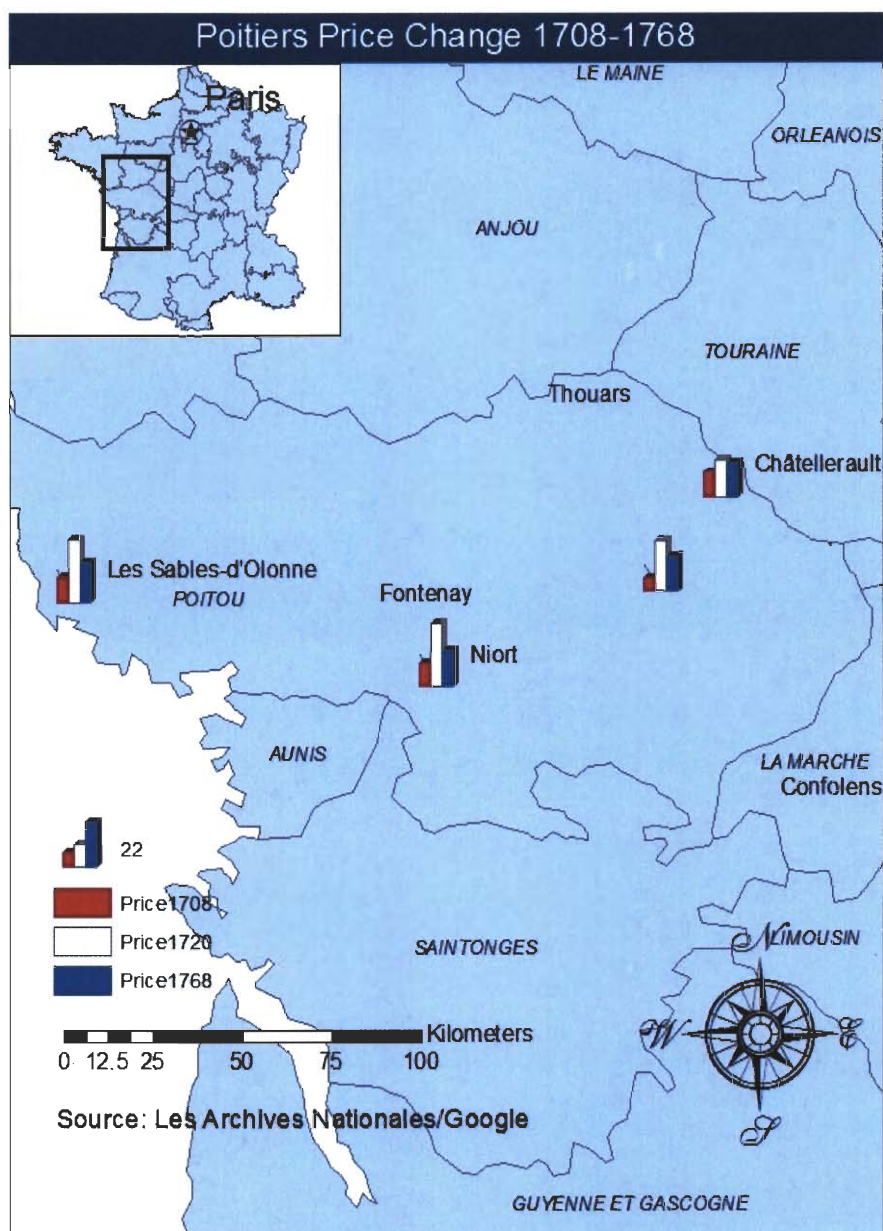 Poitiers Price Change 1708-1768
Paris
LE MAINE
ORLEANOIS
ANJOU
TOURAINE
Thouars
Châtellerault
Les Sables-d'Olonne
POITOU
Fontenay
Niort
AUNIS
LA MARCHE
Confolens
22
Price1708
Price1720
Price1768
SAINTONGES
LIMOUSIN
N
W
E
S
Kilometers
0 12.5 25 50 75 100
Source: Les Archives Nationales/Google
GUYENNE ET GASCOGNE